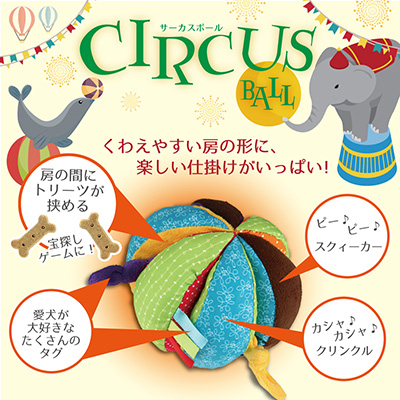 サーカスボール
CIRCUS
BALL
くわえやすい房の形に、
楽しい仕掛けがいっぱい!
房の間に
トリーツが
挟める
宝探し
ゲームに!
ピー♪
ピー♪
スクィーカー
愛犬が
大好きな
たくさんの
タグ
カシャ♪
カシャ♪
クリンクル